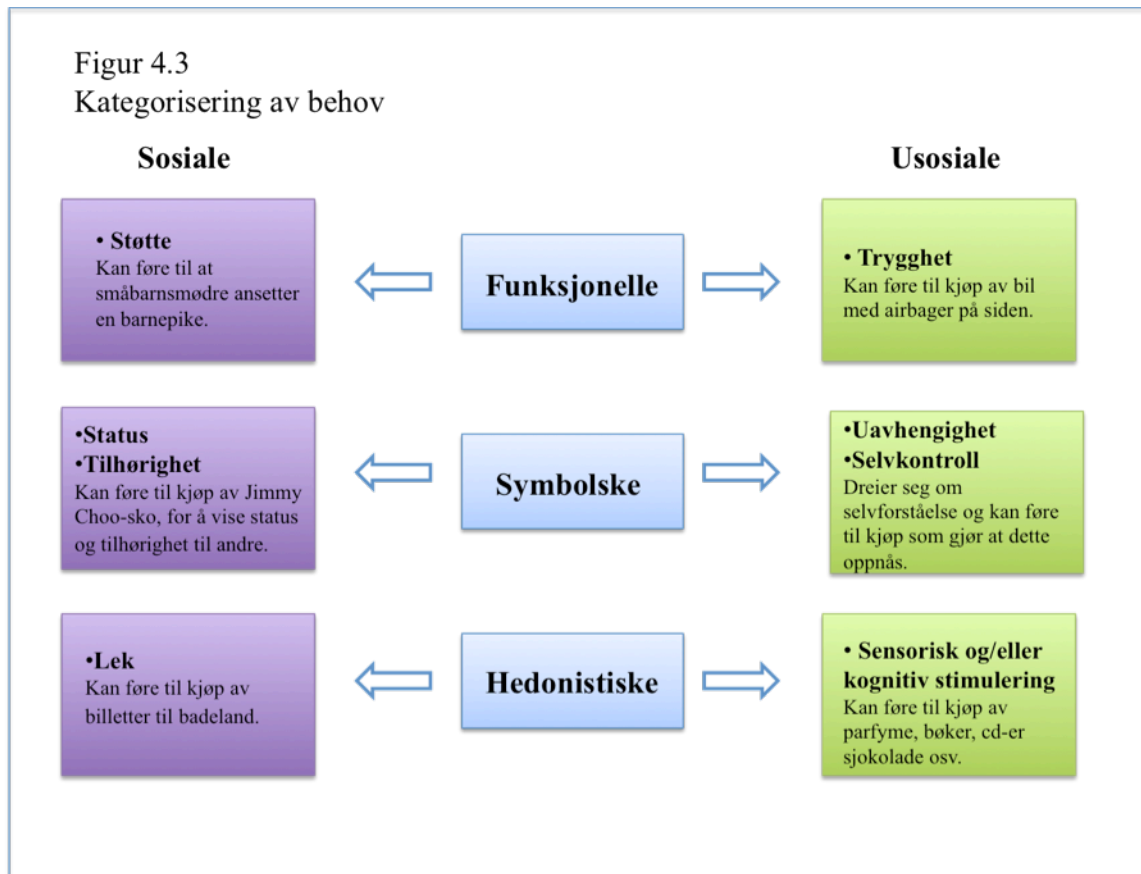 Figur 4.3
Kategorisering av behov
Sosiale
Usosiale
• Støtte
Kan føre til at
småbarnsmødre ansetter
en barnepike.
Funksjonelle
• Trygghet
Kan føre til kjøp av bil
med airbager på siden.
•Status
•Tilhørighet
Kan føre til kjøp av Jimmy
Choo-sko, for å vise status
og tilhørighet til andre.
Symbolske
•Uavhengighet
•Selvkontroll
Dreier seg om
selvforståelse og kan føre
til kjøp som gjør at dette
oppnås.
•Lek
Kan føre til kjøp av
billetter til badeland.
Hedonistiske
• Sensorisk og/eller
kognitiv stimulering
Kan føre til kjøp av
parfyme, bøker, cd-er
sjokolade osv.